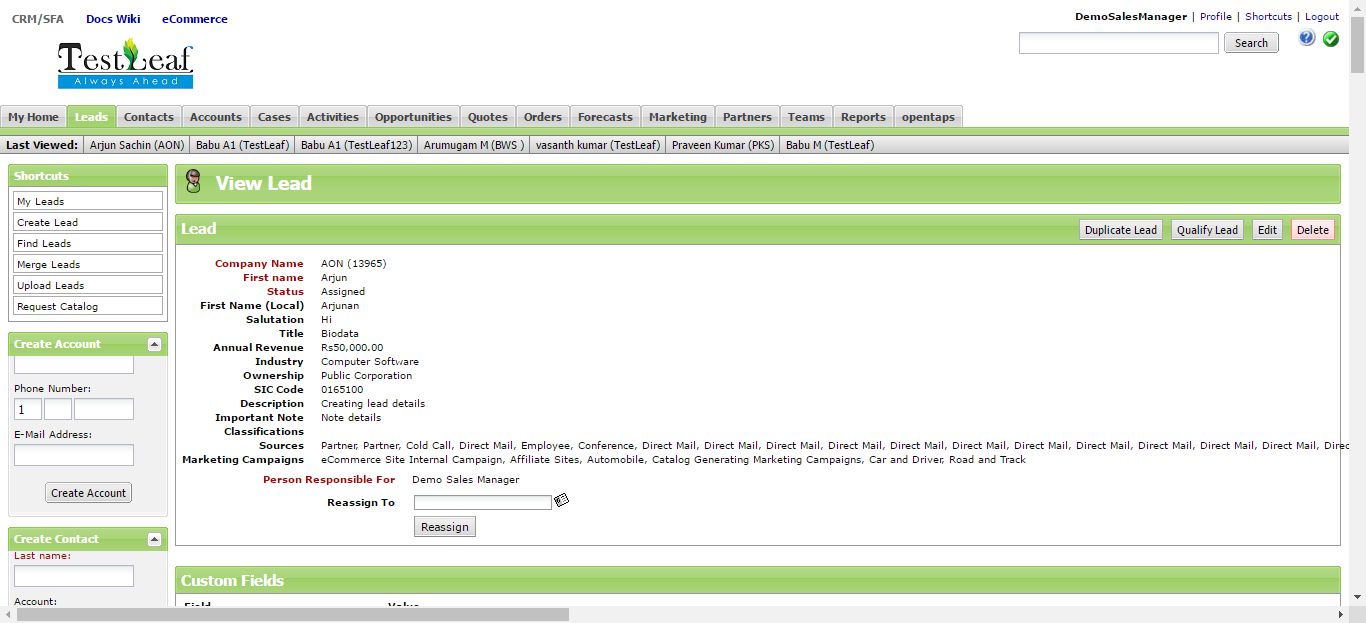 CRM/SFA Docs Wiki eCommerce
DemoSalesManager | Profile | Shortcuts | Logout
Search
TestLeaf
Always Ahead
My Home Leads Contacts Accounts Cases Activities Opportunities Quotes Orders Forecasts Marketing Partners Teams Reports opentaps
Last Viewed: Arjun Sachin (AON) Babu A1 (TestLeaf) Babu A1 (TestLeaf123) Arumugam M (BWS ) vasanth kumar (TestLeaf) Praveen Kumar (PKS) Babu M (TestLeaf)
Shortcuts
My Leads
Create Lead
Find Leads
Merge Leads
Upload Leads
Request Catalog
Create Account
Phone Number:
1
E-Mail Address:
Create Account
Create Contact
Last name:
Account:
View Lead
Lead
Duplicate Lead Qualify Lead Edit Delete
Company Name AON (13965)
First name Arjun
Status Assigned
First Name (Local) Arjunan
Salutation Hi
Title Biodata
Annual Revenue Rs50,000.00
Industry Computer Software
Ownership Public Corporation
SIC Code 0165100
Description Creating lead details
Important Note Note details
Classifications
Sources Partner, Partner, Cold Call, Direct Mail, Employee, Conference, Direct Mail, Direct Mail, Direct Mail, Direct Mail, Direct Mail, Direct Mail, Direct Mail, Direct Mail, Direct Mail, Direct Mail, Direct Mail, Direc
Marketing Campaigns eCommerce Site Internal Campaign, Affiliate Sites, Automobile, Catalog Generating Marketing Campaigns, Car and Driver, Road and Track
Person Responsible For Demo Sales Manager
Reassign To
Reassign
Custom Fields
Field Value